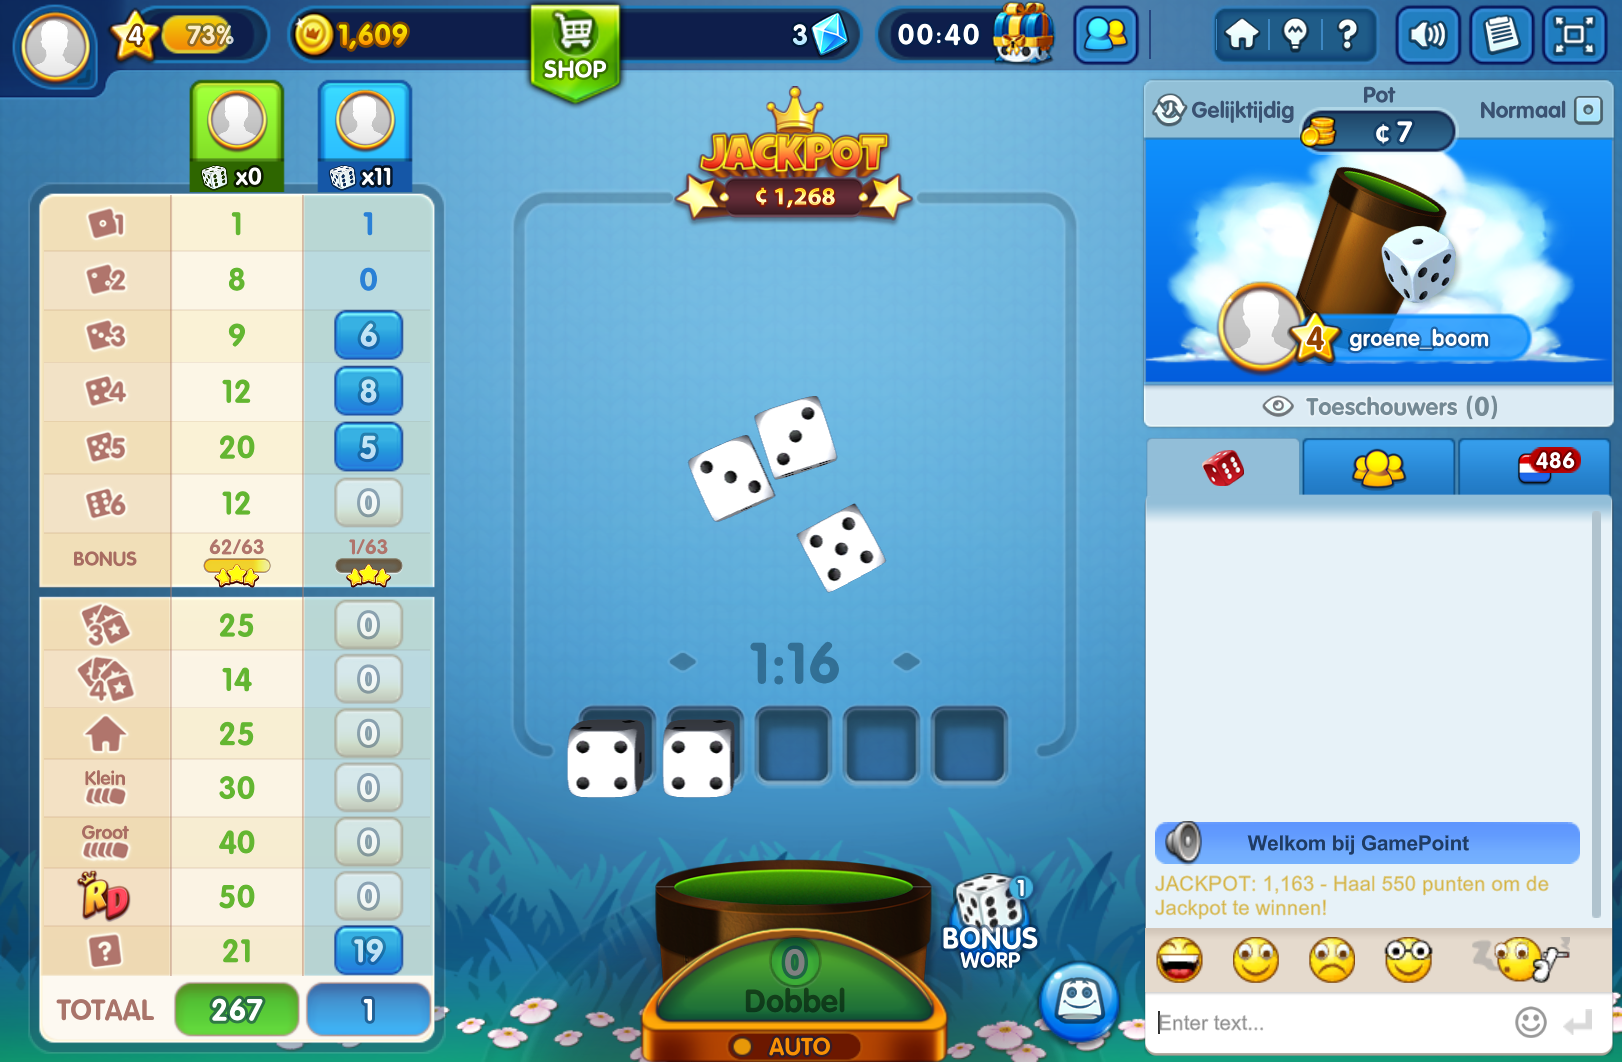 4
73%
1,609
SHOP
3
00:40
?
x0
x11
JACKPOT
¢ 1,268
Gelijktijdig
Pot
¢ 7
Normaal
4
groene_boom
Toeschouwers (0)
486
1
1
1
2
8
0
3
9
6
4
12
8
5
20
5
6
12
0
BONUS
62/63
1/63
3
25
0
4
14
0
25
0
Klein
30
0
Groot
40
0
RD
50
0
?
21
19
TOTAAL
267
1
1:16
1
BONUS
WORP
0
Dobbel
AUTO
Welkom bij GamePoint
JACKPOT: 1,163 - Haal 550 punten om de
Jackpot te winnen!
Enter text...